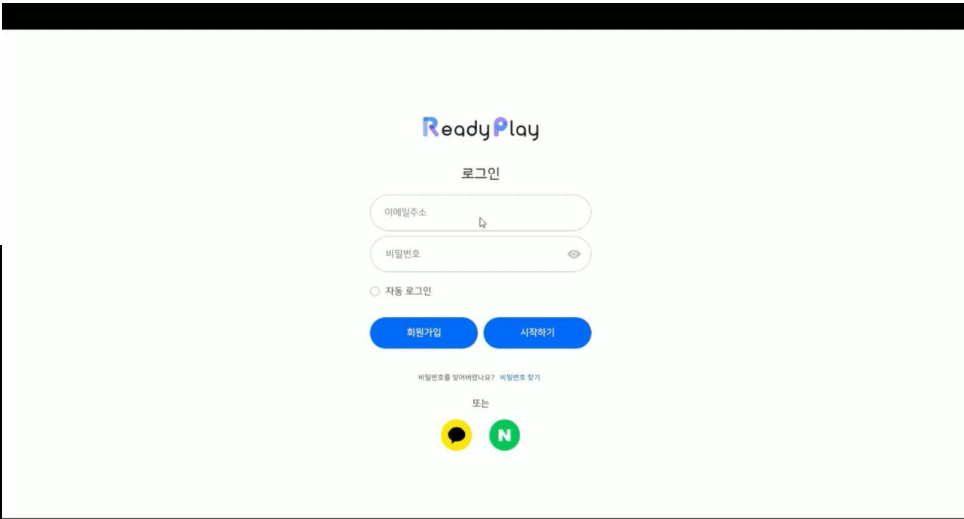 ReadyPlay
로그인
이메일주소
비밀번호
자동 로그인
회원가입 시작하기
비밀번호를 잊어버렸나요? 비밀번호 찾기
또는
N